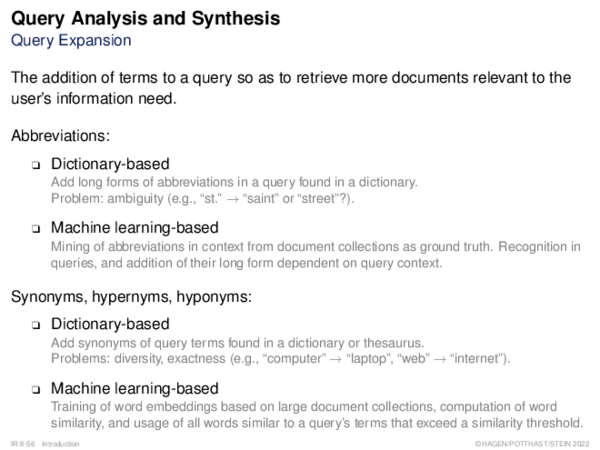 Query Analysis and Synthesis
Query Expansion
The addition of terms to a query so as to retrieve more documents relevant to the
user's information need.
Abbreviations:
❑ Dictionary-based
Add long forms of abbreviations in a query found in a dictionary.
Problem: ambiguity (e.g., “st.” → “saint” or “street”?).
❑ Machine learning-based
Mining of abbreviations in context from document collections as ground truth. Recognition in
queries, and addition of their long form dependent on query context.
Synonyms, hypernyms, hyponyms:
❑ Dictionary-based
Add synonyms of query terms found in a dictionary or thesaurus.
Problems: diversity, exactness (e.g., “computer” → “laptop”, “web” → “internet”).
❑ Machine learning-based
Training of word embeddings based on large document collections, computation of word
similarity, and usage of all words similar to a query's terms that exceed a similarity threshold.
IR:II-56 Introduction ©HAGEN/POTTHAST/STEIN 2022